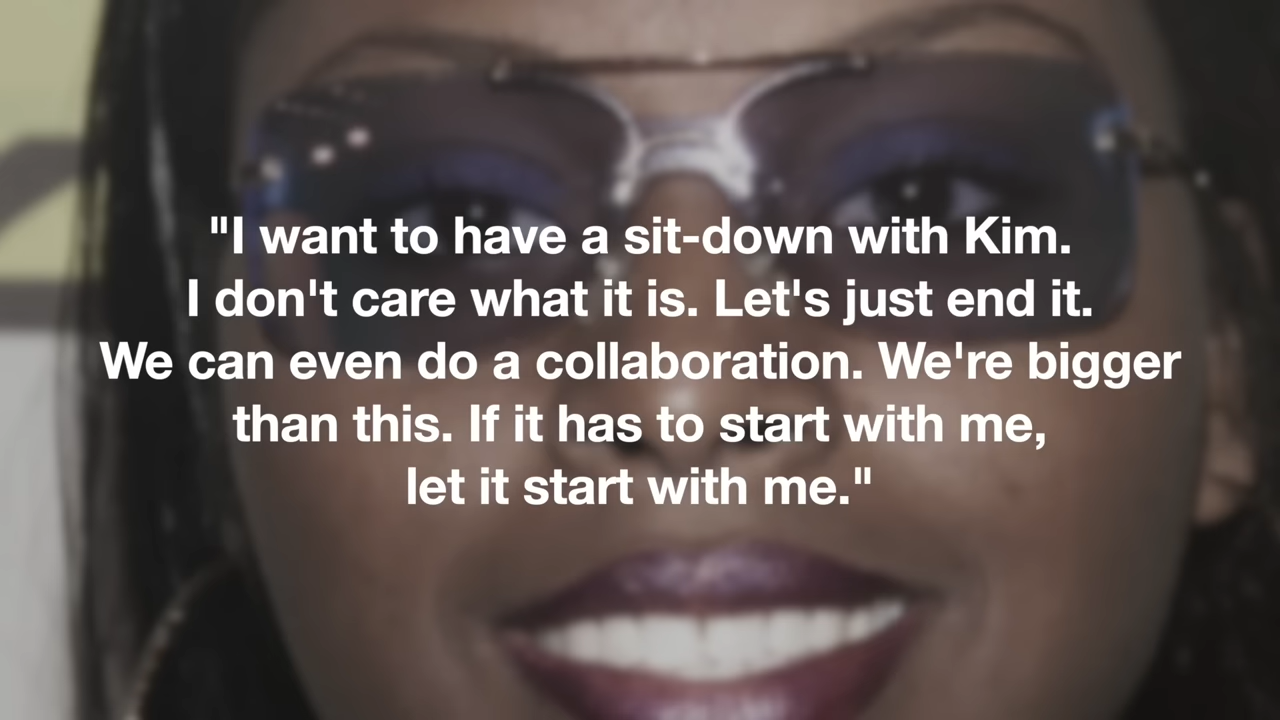 "I want to have a sit-down with Kim.
I don't care what it is. Let's just end it.
We can even do a collaboration. We're bigger
than this. If it has to start with me,
let it start with me."